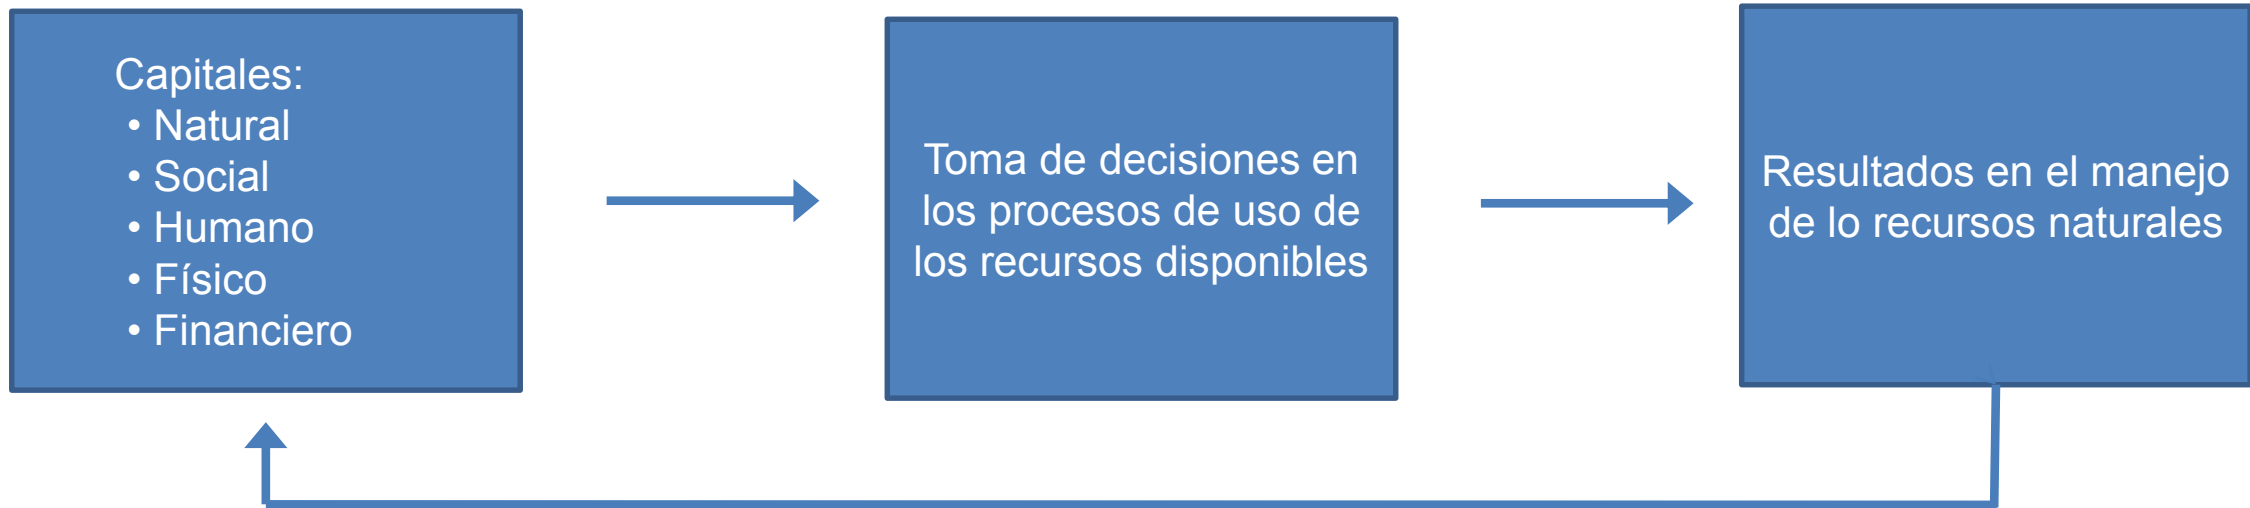 Capitales:
• Natural
• Social
• Humano
• Físico
• Financiero
Toma de decisiones en
los procesos de uso de
los recursos disponibles
Resultados en el manejo
de lo recursos naturales